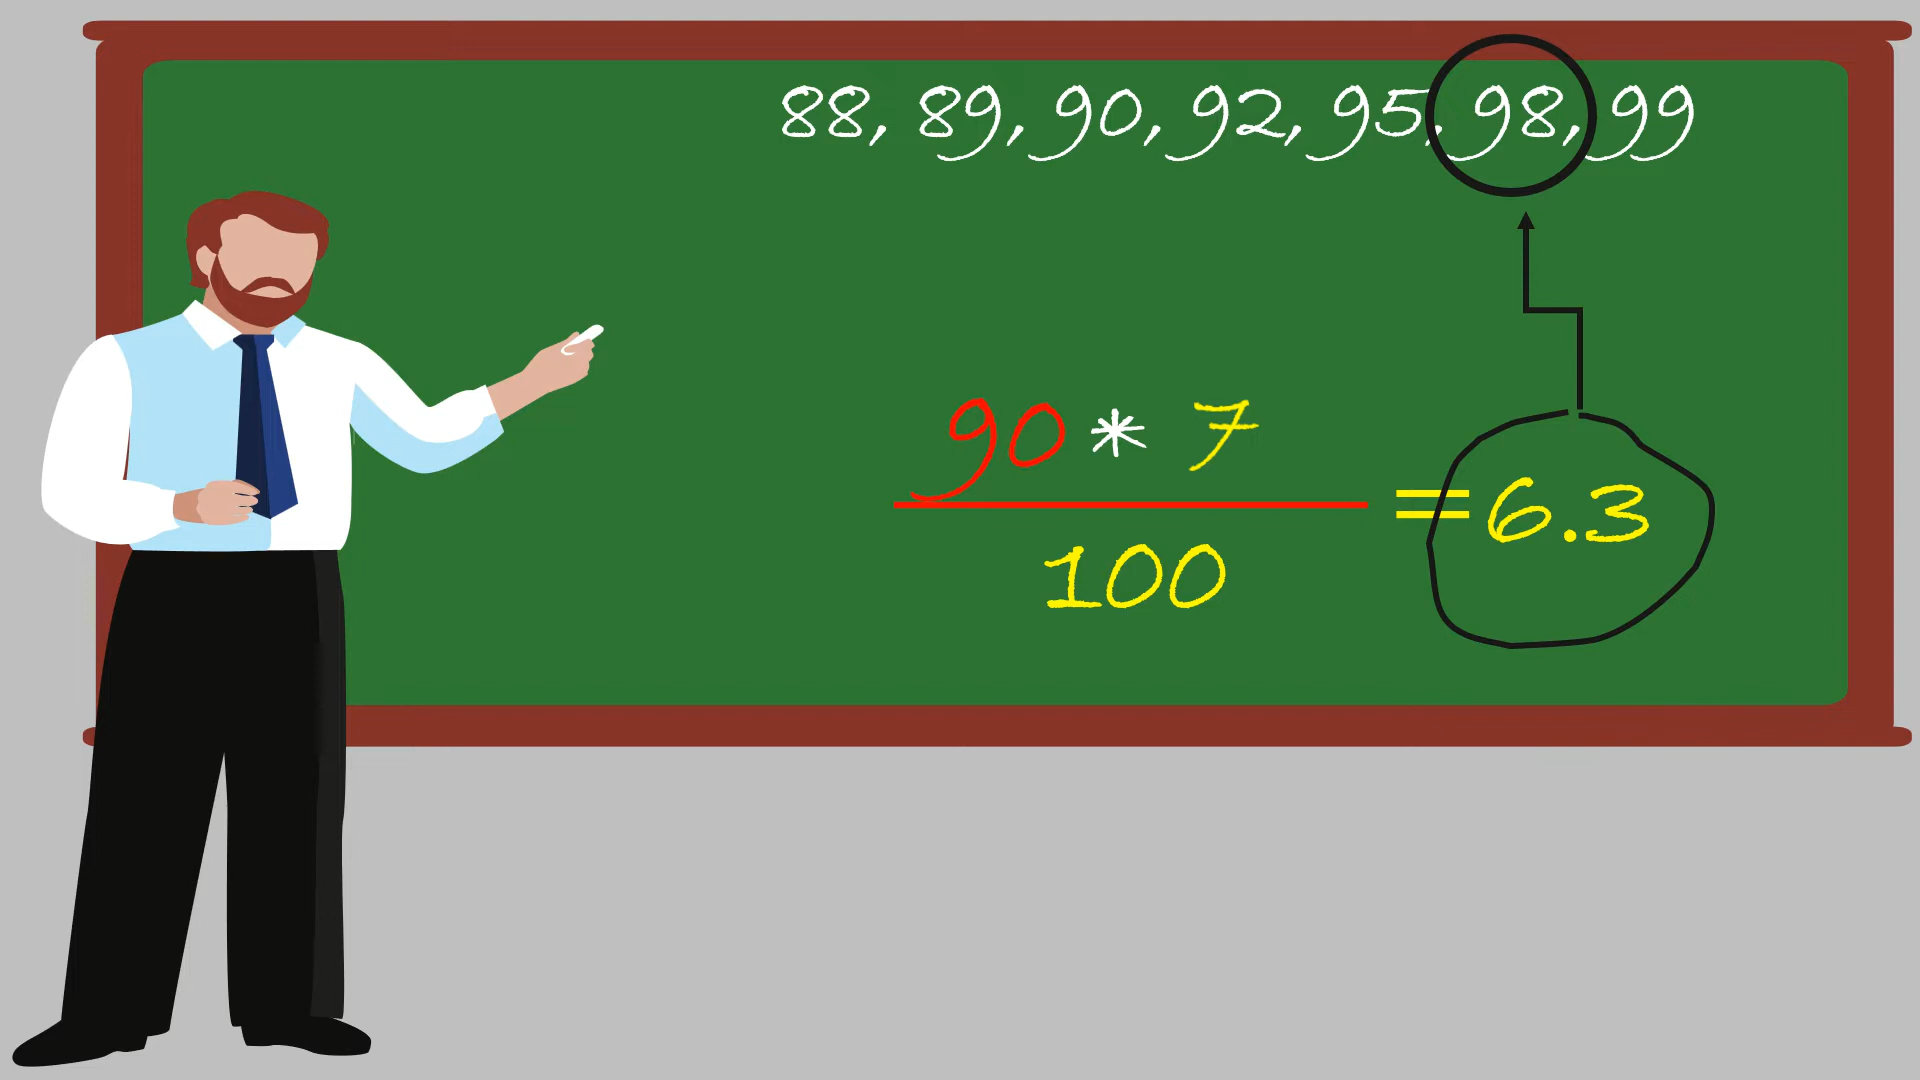 88, 89, 90, 92, 95, 98, 99
90 * 7
= 6.3
100